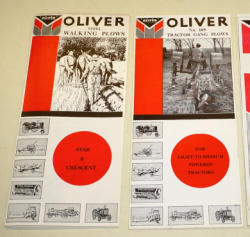 OLIVER
STEEL
WALKING PLOWS
STAR
&
CRESCENT
OLIVER
No. 109
TRACTOR GANG PLOWS
FOR
LIGHT-TO-MEDIUM
POWERED
TRACTORS